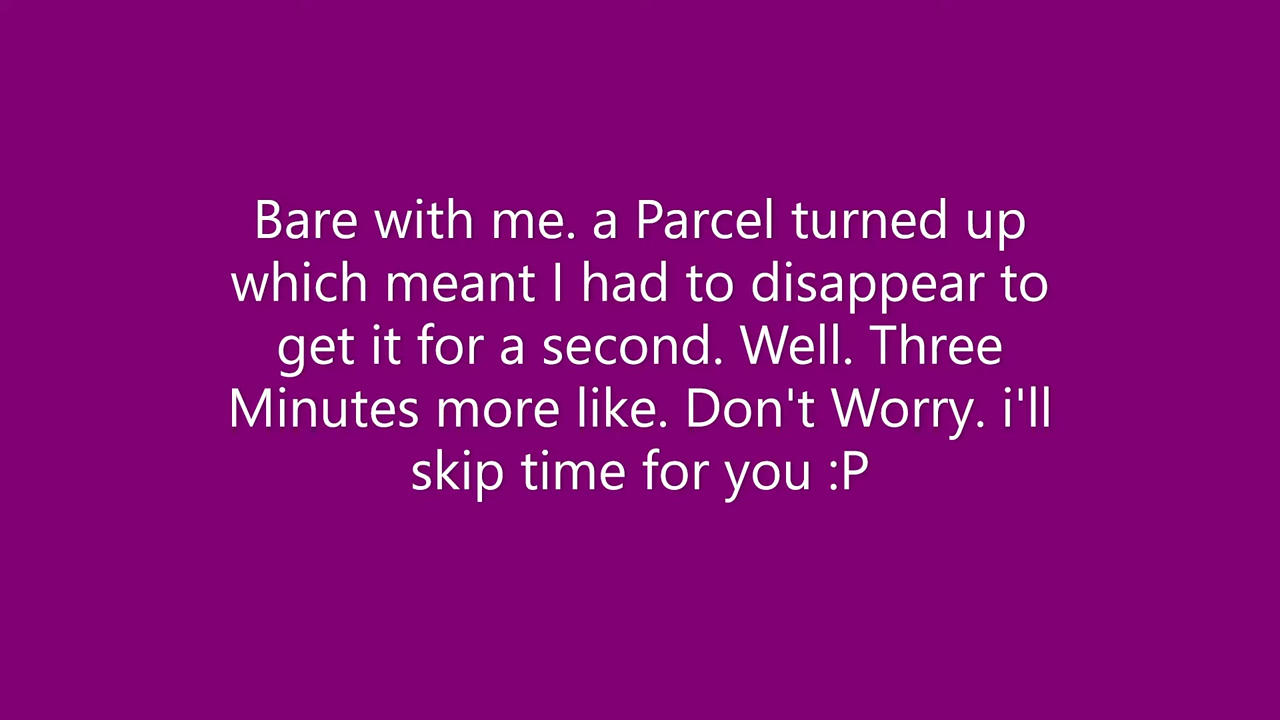 Bare with me. a Parcel turned up
which meant I had to disappear to
get it for a second. Well. Three
Minutes more like. Don't Worry. i'll
skip time for you :P